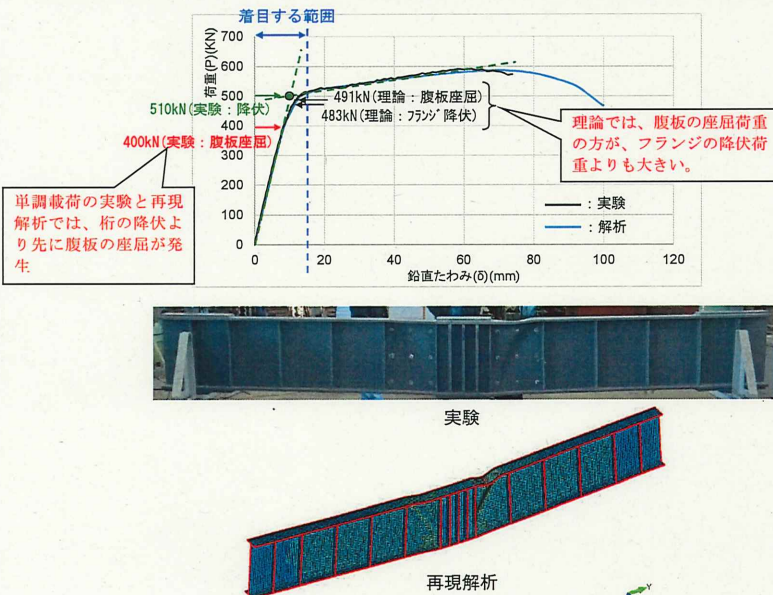 着目する範囲
荷重(P)(KN)
700
600
500
400
300
200
100
0
0
20
40
60
80
100
120
鉛直たわみ(δ)(mm)
510kN(実験：降伏)
400kN(実験：腹板座屈)
491kN(理論：腹板座屈)
483kN(理論：フランジ降伏)
理論では、腹板の座屈荷重
の方が、フランジの降伏荷
重よりも大きい。
単調載荷の実験と再現
解析では、桁の降伏よ
り先に腹板の座屈が発
生
：実験
：解析
実験
再現解析
Y